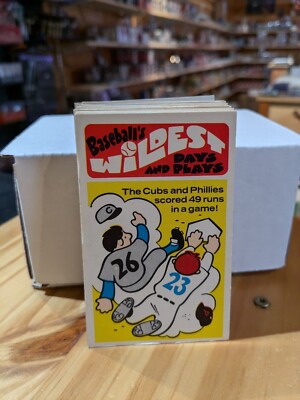 Baseball's
WiLDEST
DAYS
AND PLAYS
The Cubs and Phillies
scored 49 runs
in a game!
26
23